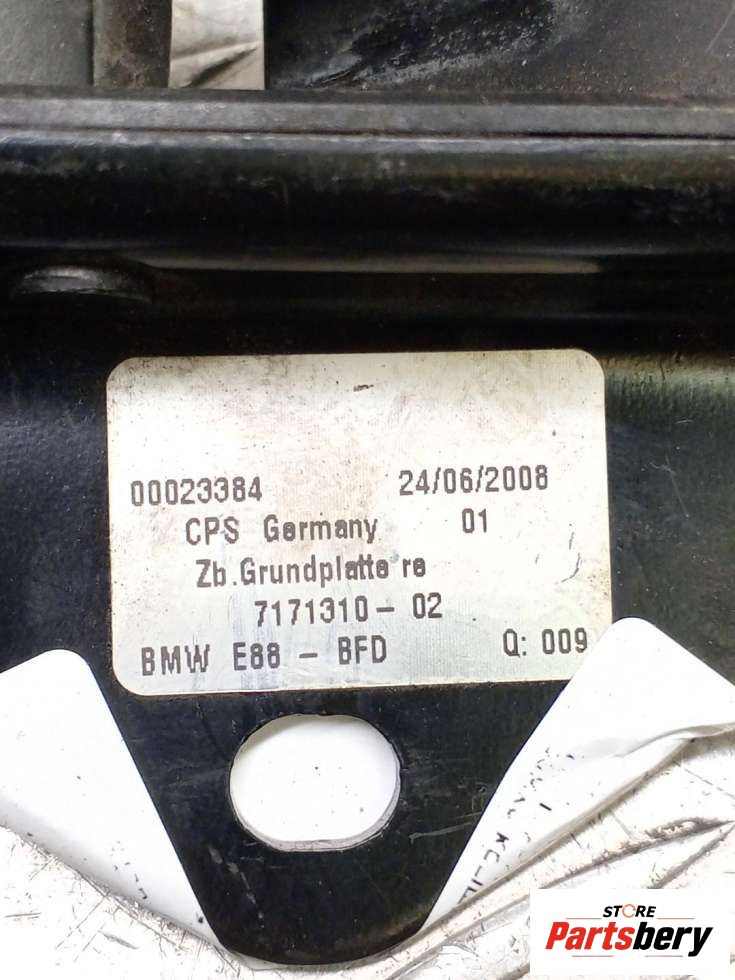 00023384 24/06/2008
CPS Germany 01
Zb.Grundplatte re
7171310-02
BMW E88 - BFD Q: 009
STORE
Partsbery